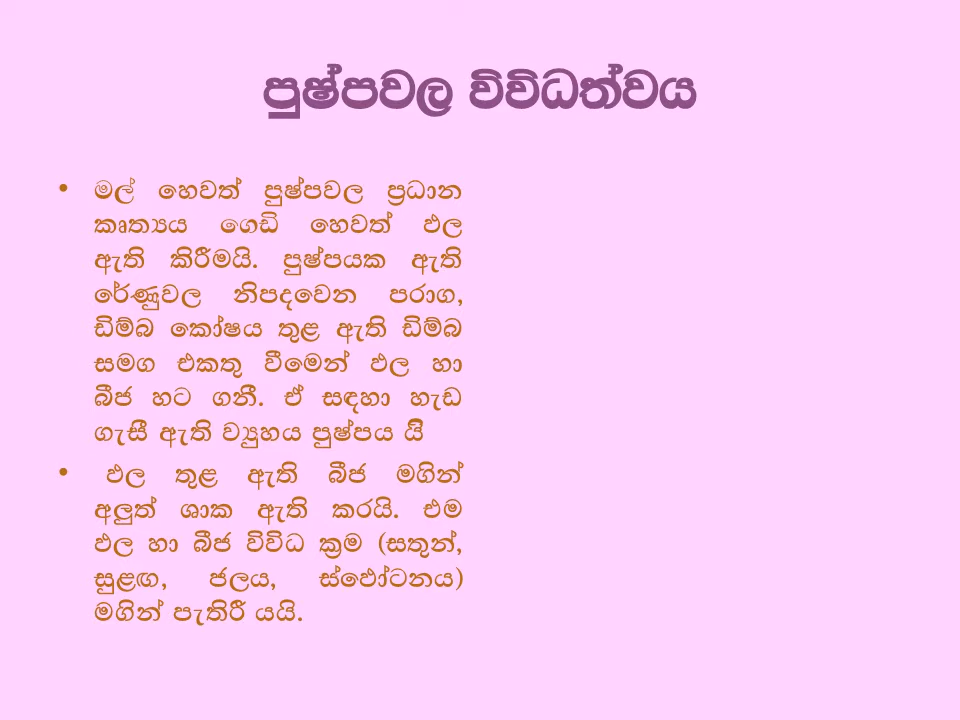 පුෂ්පවල විවිධත්වය
• මල් හෙවත් පුෂ්පවල ප්‍රධාන
කෘත්‍යය ගෙඩි හෙවත් ඵල
ඇති කිරීමයි. පුෂ්පයක ඇති
රේණුවල නිපදවෙන පරාග,
ඩිම්බ කෝෂය තුළ ඇති ඩිම්බ
සමග එකතු වීමෙන් ඵල හා
බීජ හට ගනී. ඒ සඳහා හැඩ
ගැසී ඇති ව්‍යුහය පුෂ්පය යි
• ඵල තුළ ඇති බීජ මගින්
අලුත් ශාක ඇති කරයි. එම
ඵල හා බීජ විවිධ ක්‍රම (සතුන්,
සුළඟ, ජලය, ස්ඵෝටනය)
මගින් පැතිරී යයි.